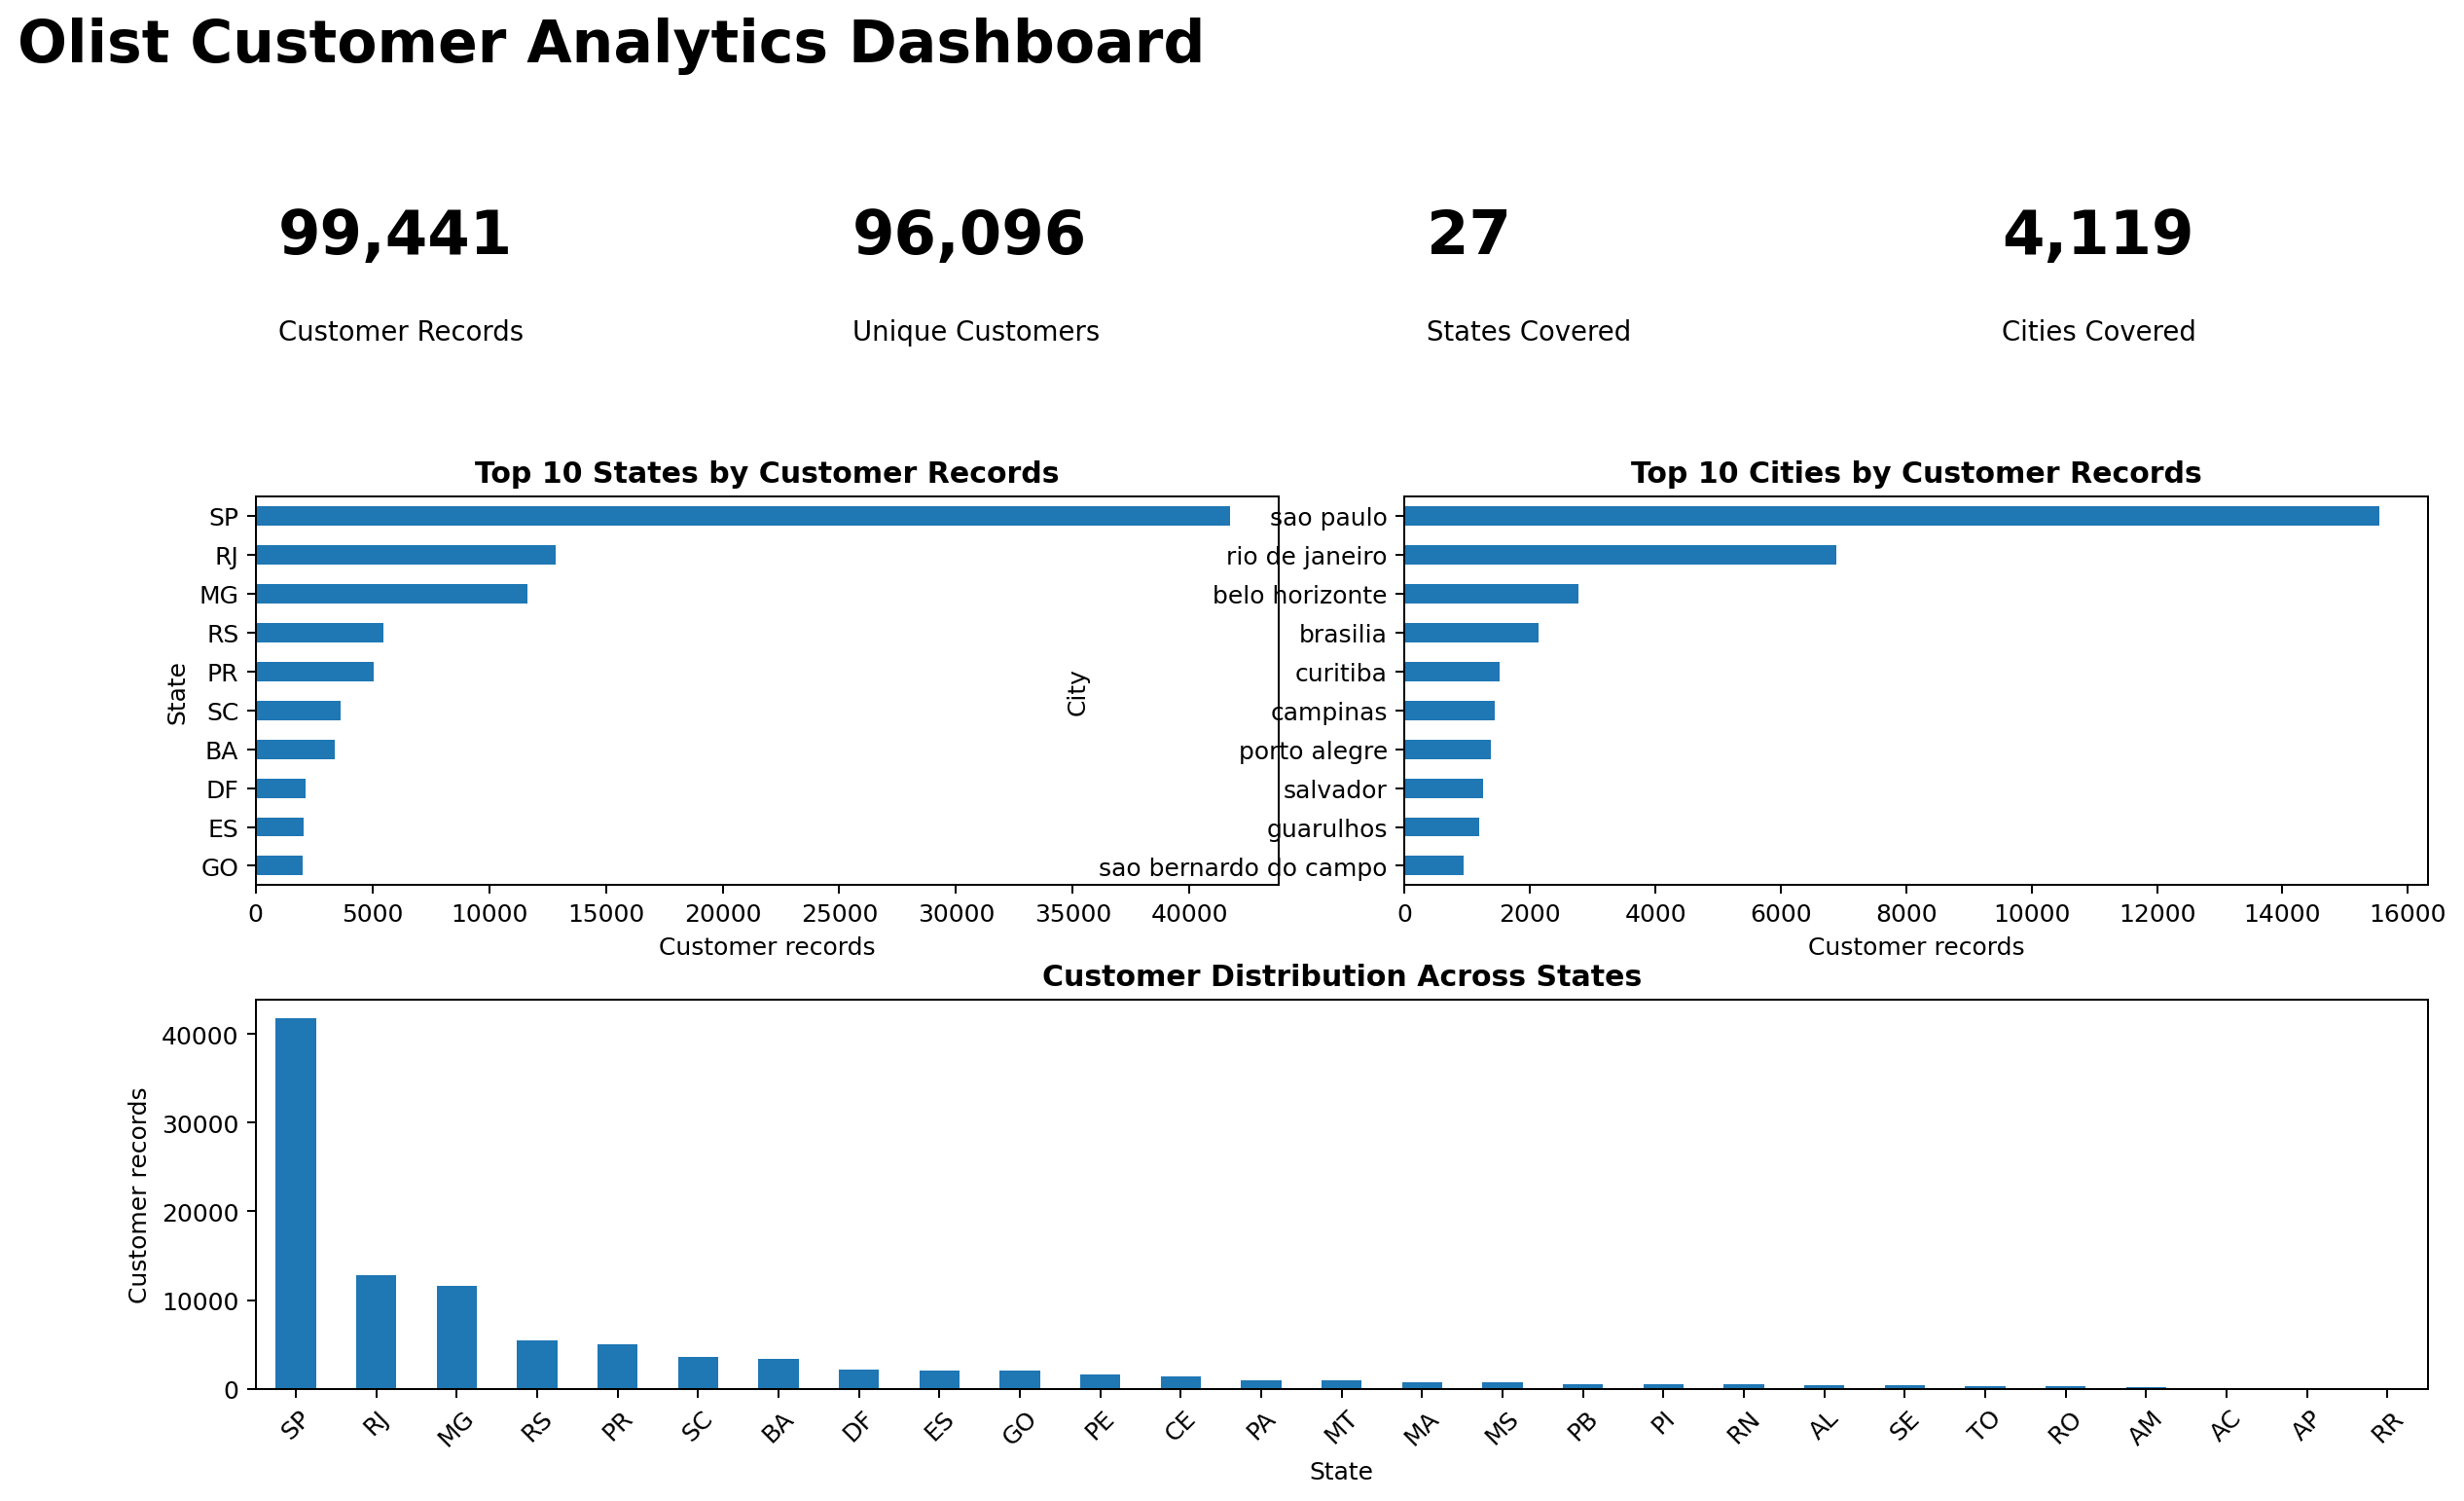 Olist Customer Analytics Dashboard
99,441
Customer Records
96,096
Unique Customers
27
States Covered
4,119
Cities Covered
Top 10 States by Customer Records
State
SP
RJ
MG
RS
PR
SC
BA
DF
ES
GO
0 5000 10000 15000 20000 25000 30000 35000 40000
Customer records
Top 10 Cities by Customer Records
City
sao paulo
rio de janeiro
belo horizonte
brasilia
curitiba
campinas
porto alegre
salvador
guarulhos
sao bernardo do campo
0 2000 4000 6000 8000 10000 12000 14000 16000
Customer records
Customer Distribution Across States
Customer records
40000
30000
20000
10000
0
SP RJ MG RS PR SC BA DF ES GO PE CE PA MT MA MS PB PI RN AL SE TO RO AM AC AP RR
State